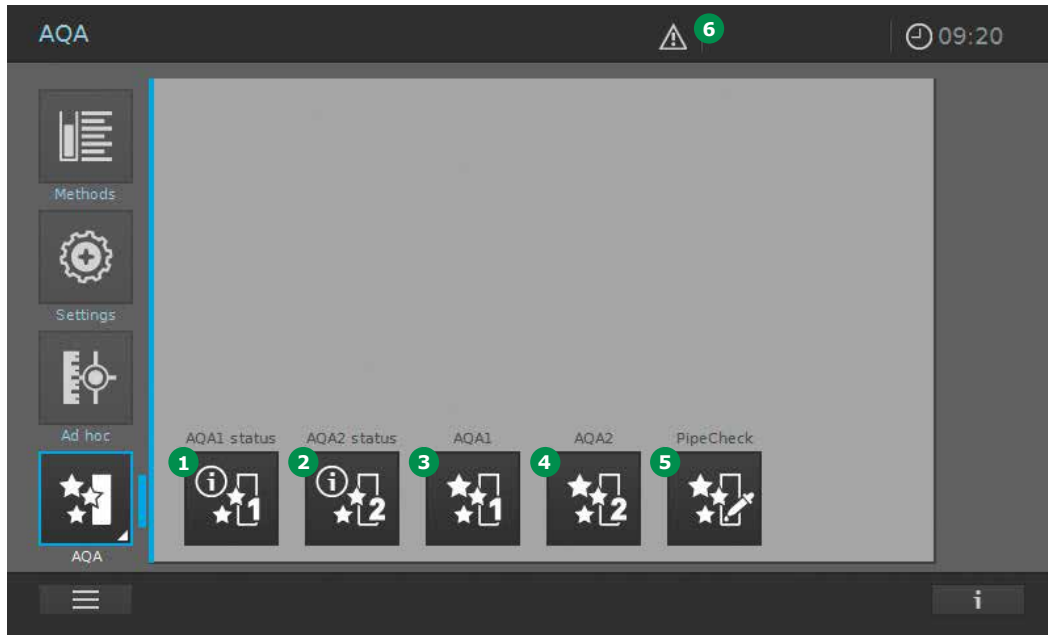 AQA
6
09:20
Methods
Settings
Ad hoc
AQA
AQA1 status
AQA2 status
AQA1
AQA2
PipeCheck
1
2
3
4
5
i
1
i
2
1
2
i